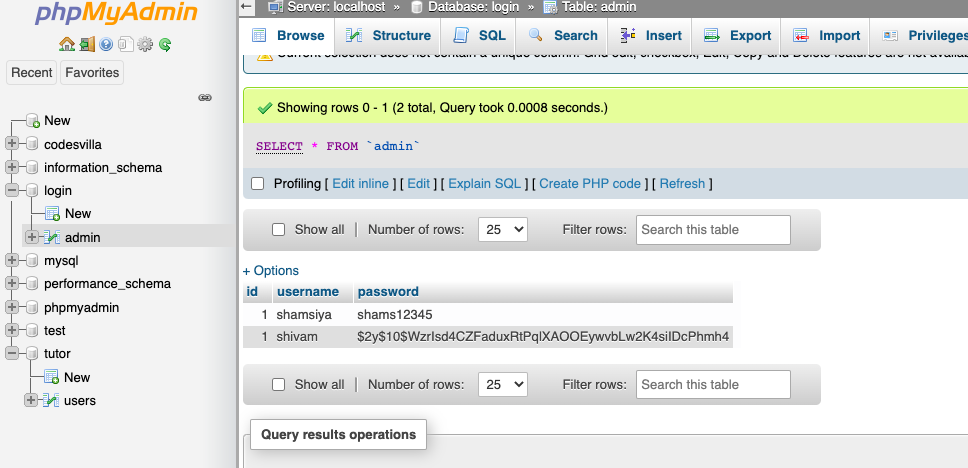 phpMyAdmin
Recent Favorites
New
codesvilla
information_schema
login
New
admin
mysql
performance_schema
phpmyadmin
test
tutor
New
users
Server: localhost » Database: login » Table: admin
Browse Structure SQL Search Insert Export Import Privileges
Current selection does not contain a unique column. Grid edit, checkbox, Edit, Copy and Delete features are not
Showing rows 0 - 1 (2 total, Query took 0.0008 seconds.)
SELECT * FROM `admin`
Profiling [ Edit inline ] [ Edit ] [ Explain SQL ] [ Create PHP code ] [ Refresh ]
Show all | Number of rows: 25 Filter rows: Search this table
+ Options
id username password
1 shamsiya shams12345
1 shivam $2y$10$WzrIsd4CZFaduxRtPqlXAOOEywvbLw2K4siIDcPhmh4
Show all | Number of rows: 25 Filter rows: Search this table
Query results operations